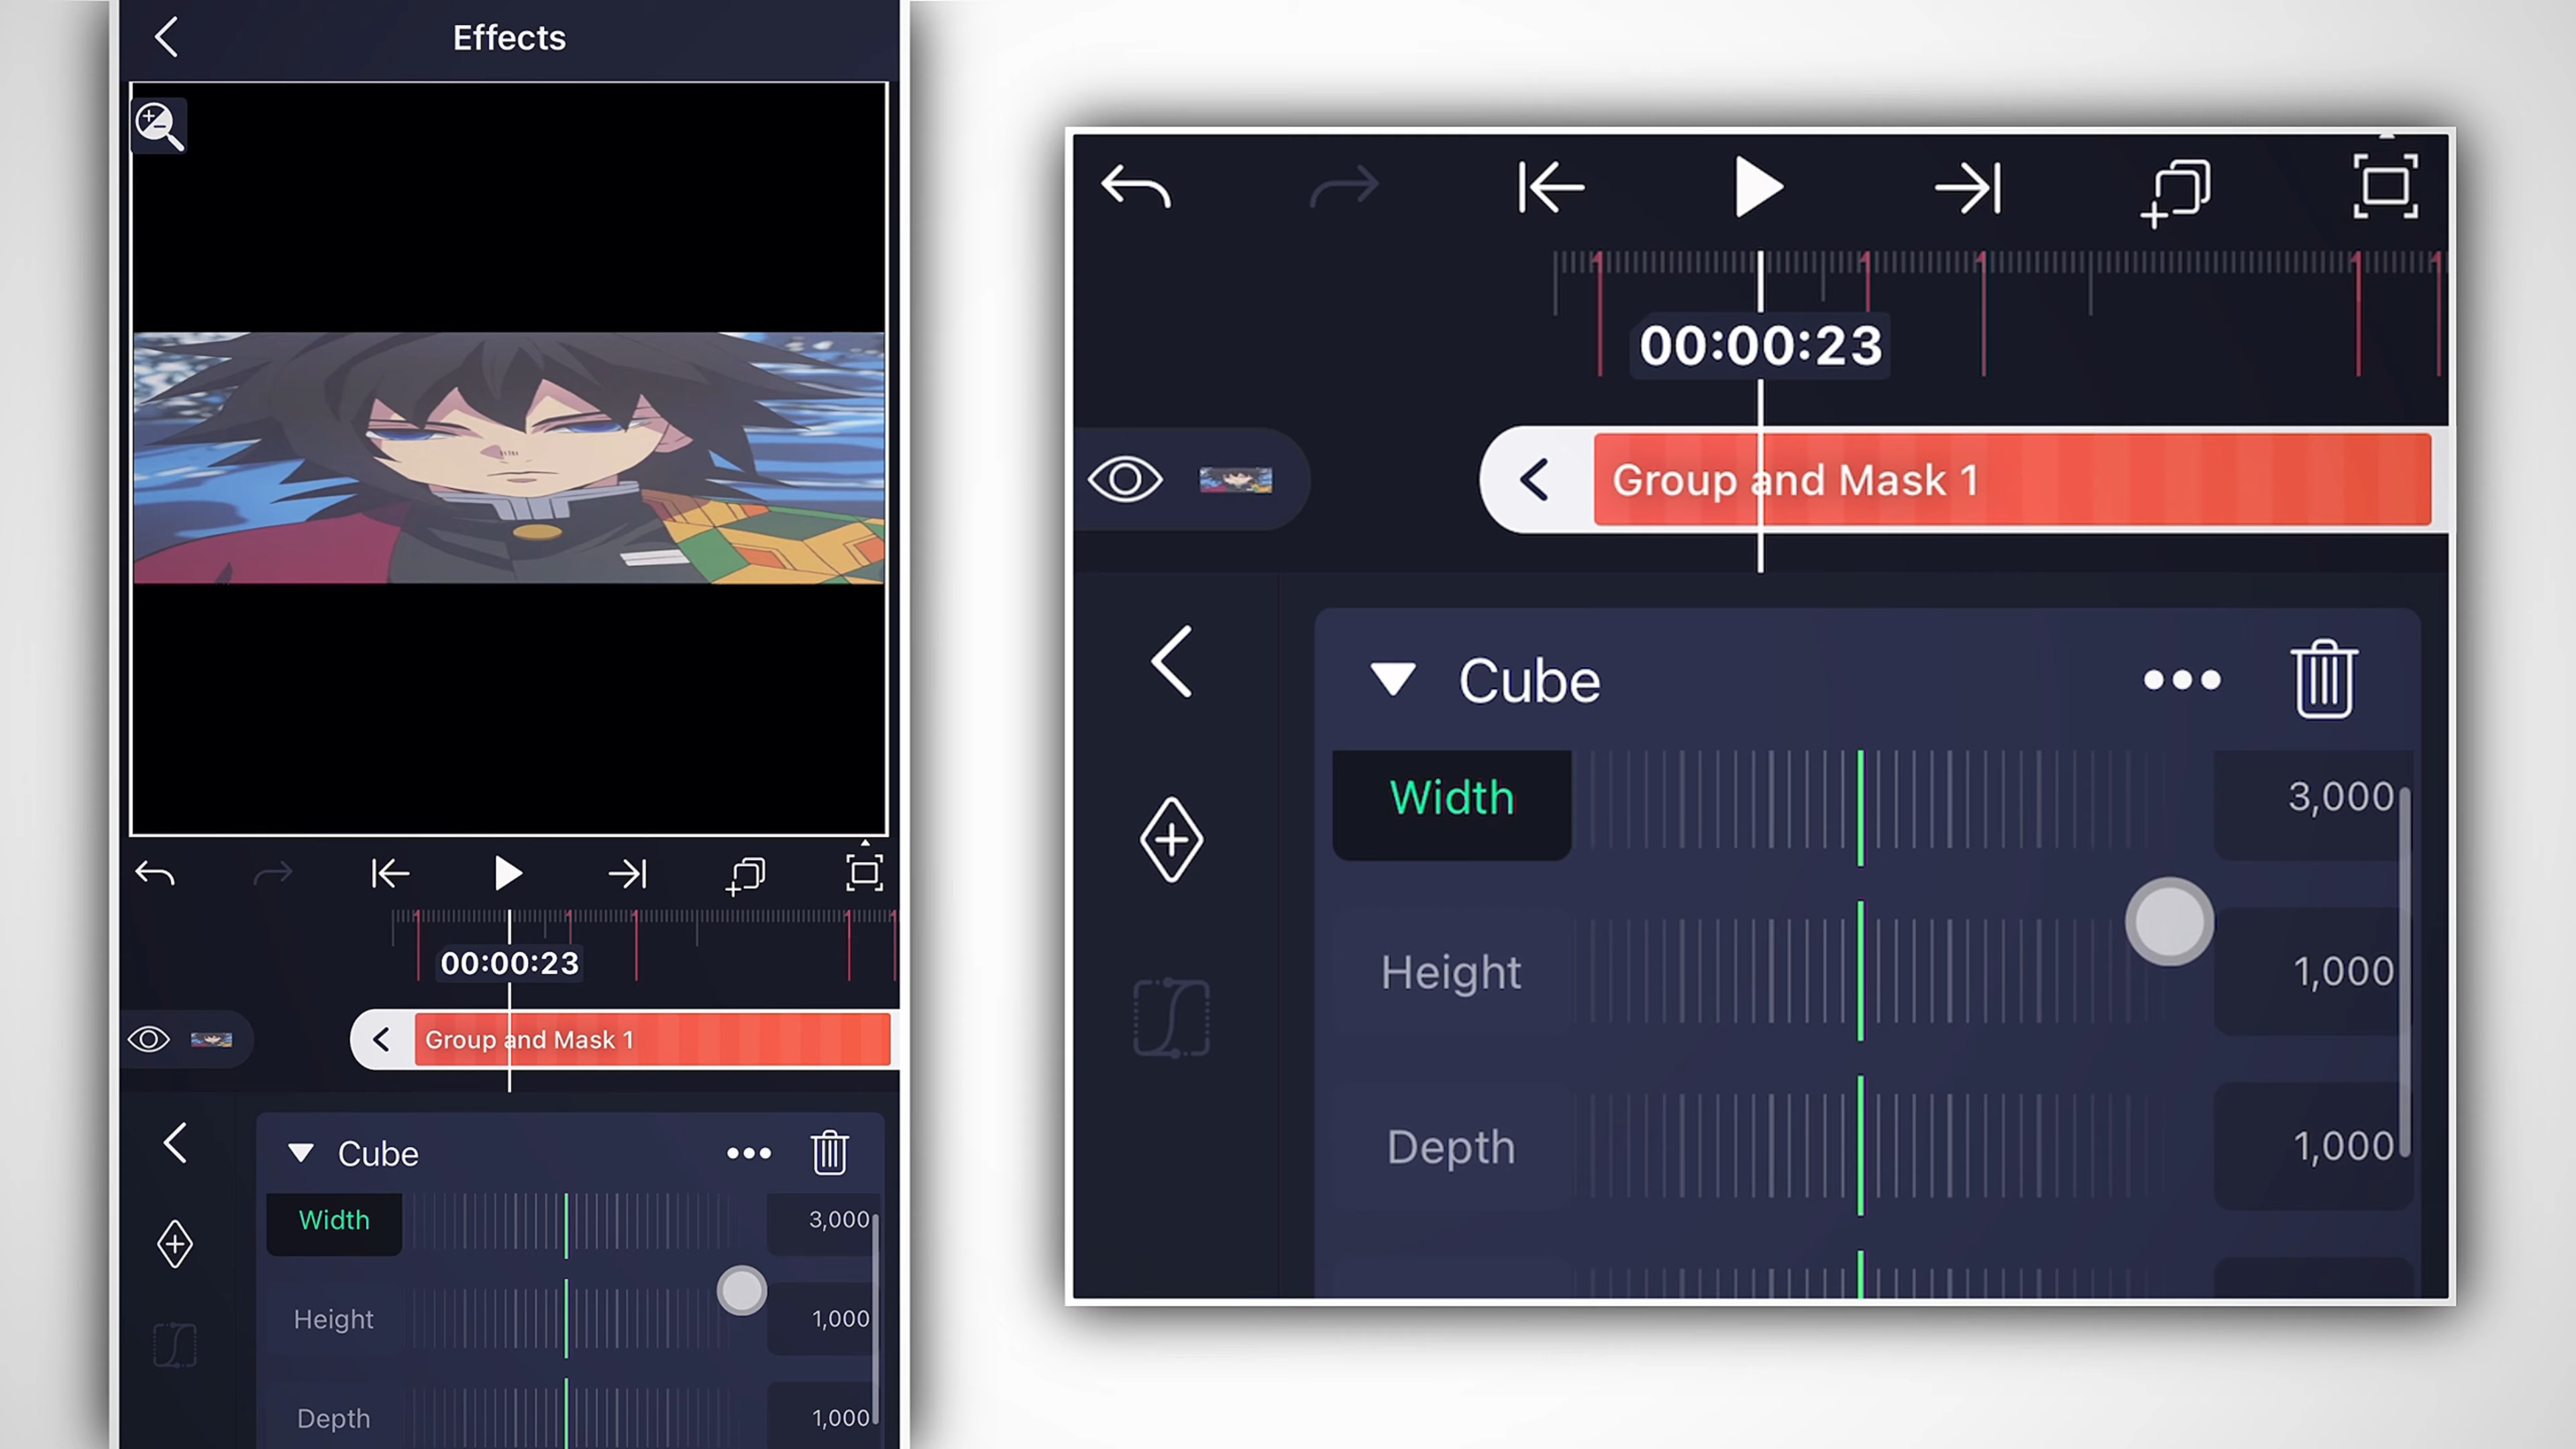 Effects
00:00:23
Group and Mask 1
Cube
Width
3,000
Height
1,000
Depth
1,000
00:00:23
Group and Mask 1
Cube
Width
3,000
Height
1,000
Depth
1,000